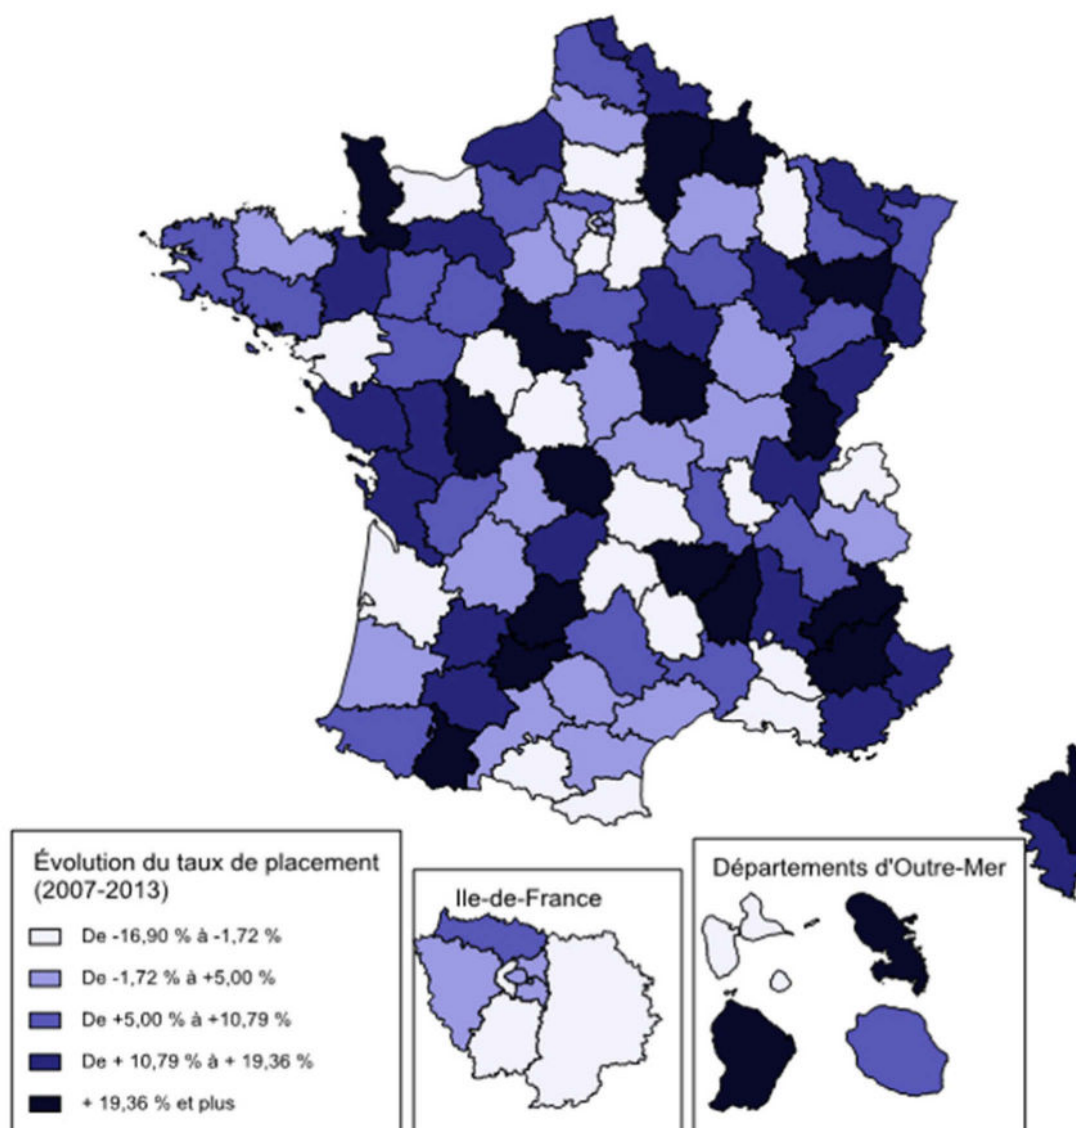 Évolution du taux de placement
(2007-2013)
De -16,90 % à -1,72 %
De -1,72 % à +5,00 %
De +5,00 % à +10,79 %
De + 10,79 % à + 19,36 %
+ 19,36 % et plus
Ile-de-France
Départements d'Outre-Mer